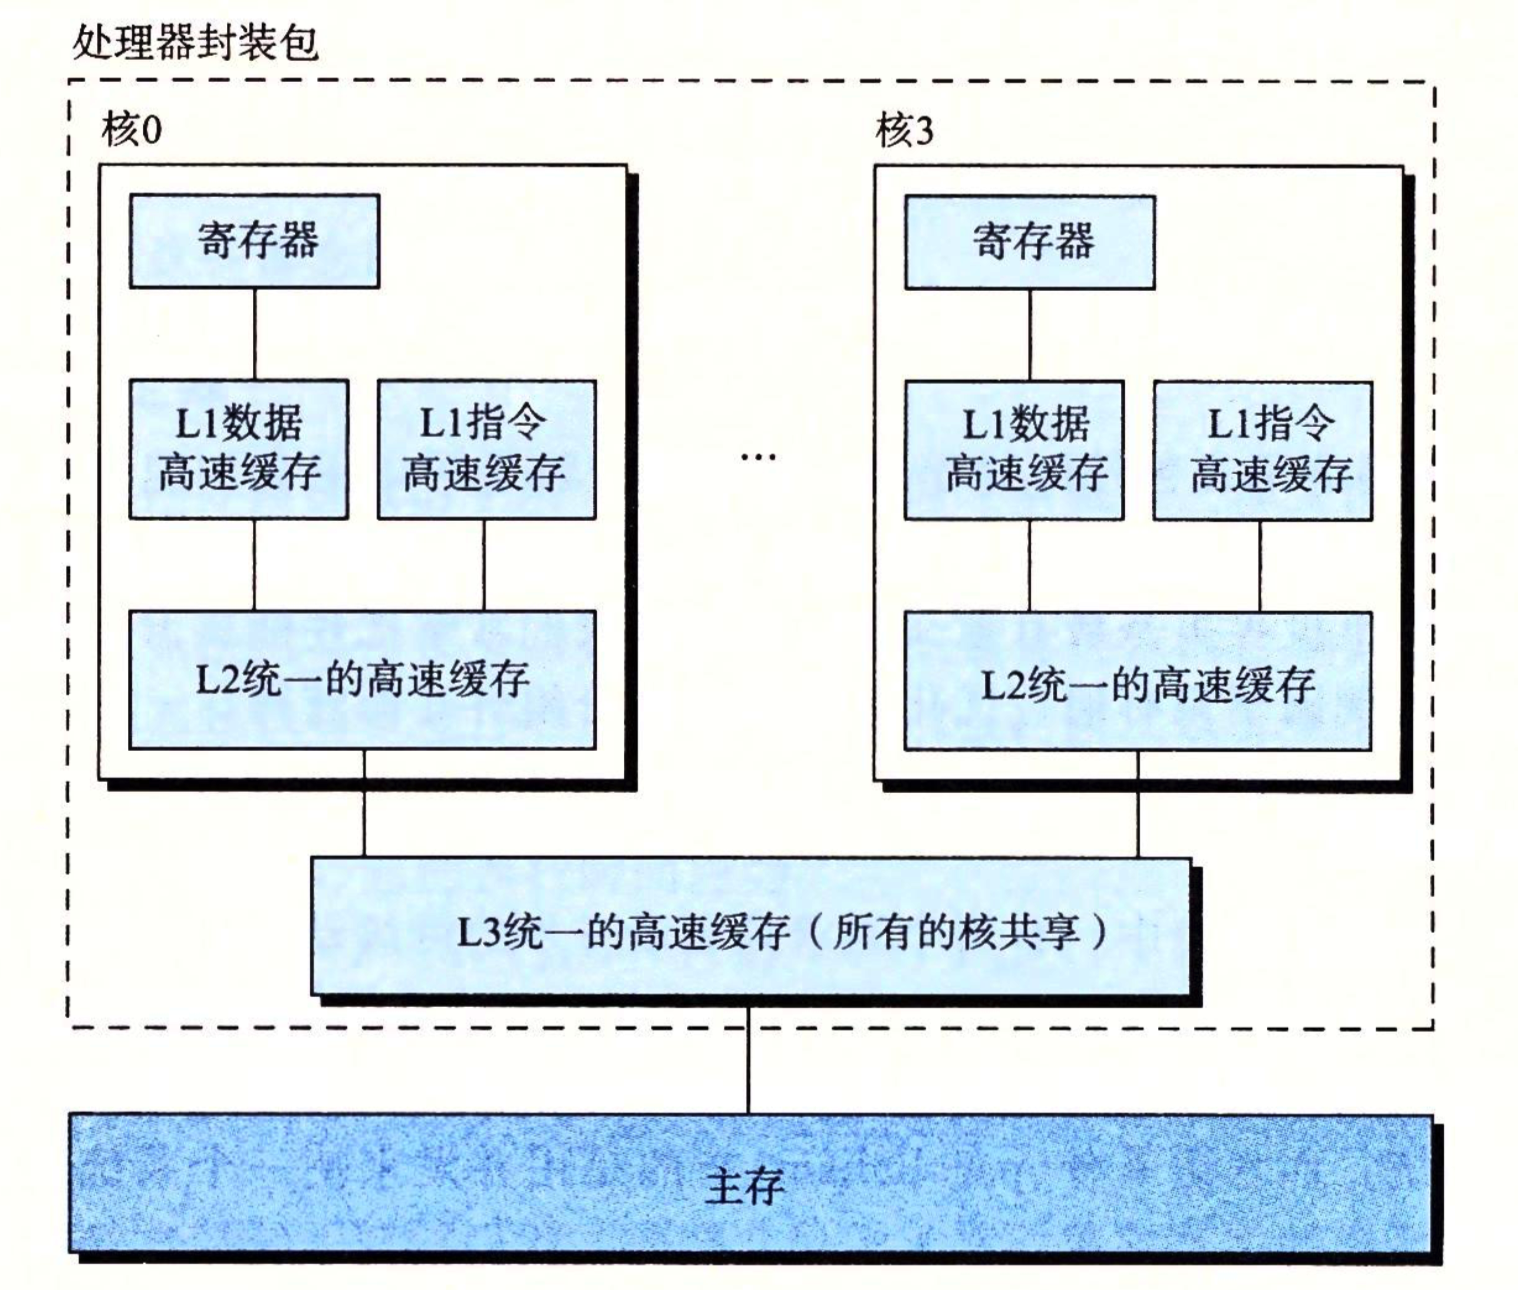 处理器封装包
核0
核3
寄存器
寄存器
L1数据
高速缓存
L1指令
高速缓存
...
L1数据
高速缓存
L1指令
高速缓存
L2统一的高速缓存
L2统一的高速缓存
L3统一的高速缓存（所有的核共享）
主存